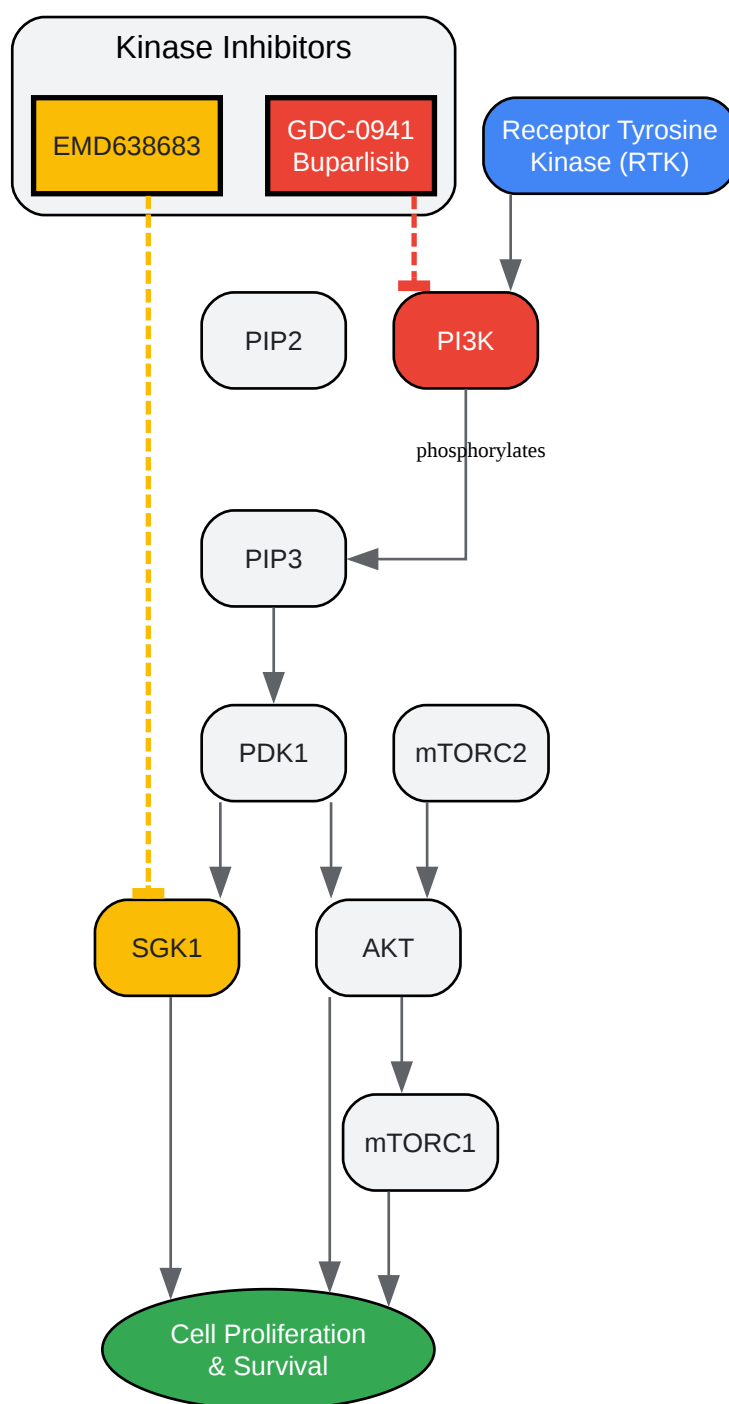 Kinase Inhibitors
EMD638683
GDC-0941
Buparlisib
Receptor Tyrosine
Kinase (RTK)
PIP2
PI3K
phosphorylates
PIP3
PDK1
mTORC2
SGK1
AKT
mTORC1
Cell Proliferation
& Survival